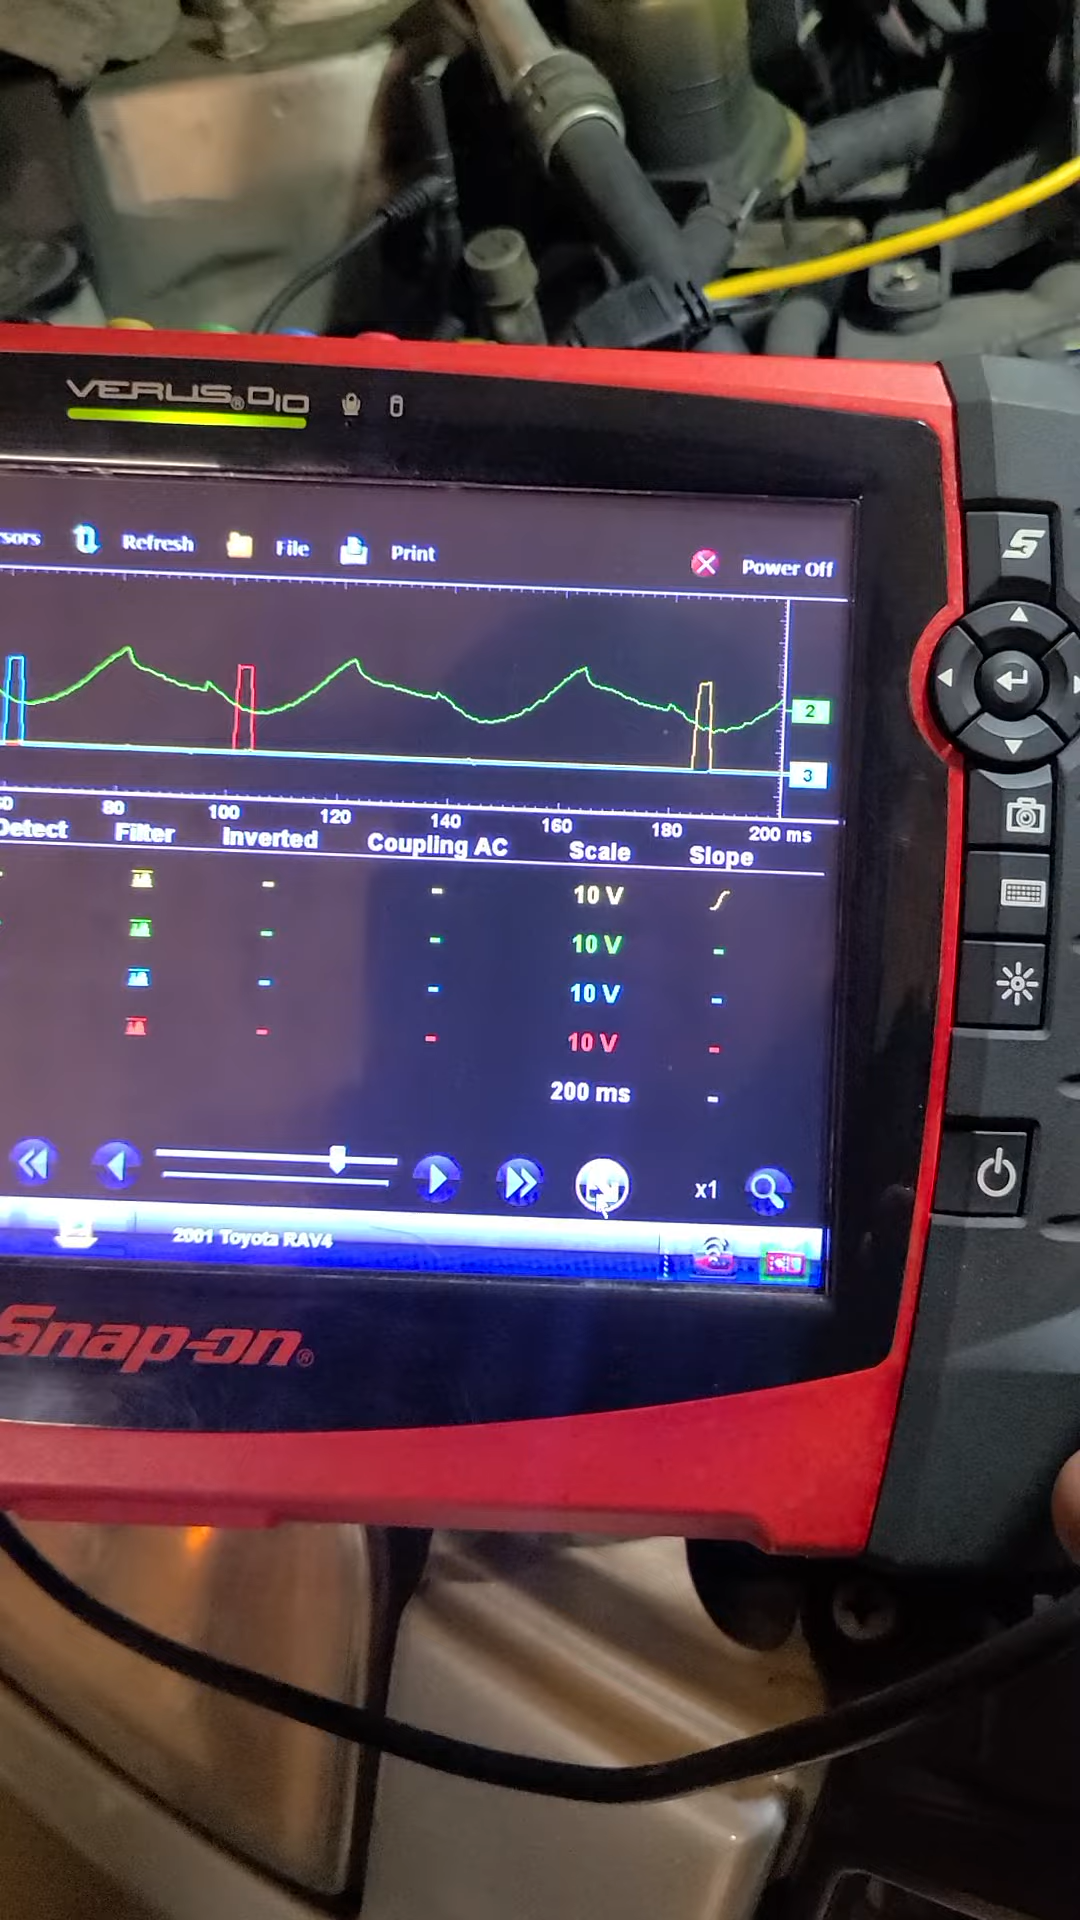 VERUS® PRO
rsors Refresh File Print Power Off
2
3
80 100 120 140 160 180 200 ms
Detect Filter Inverted Coupling AC Scale Slope
- - 10 V
- - 10 V -
- - 10 V -
- - 10 V -
200 ms -
x1
2001 Toyota RAV4
Snap-on®
S